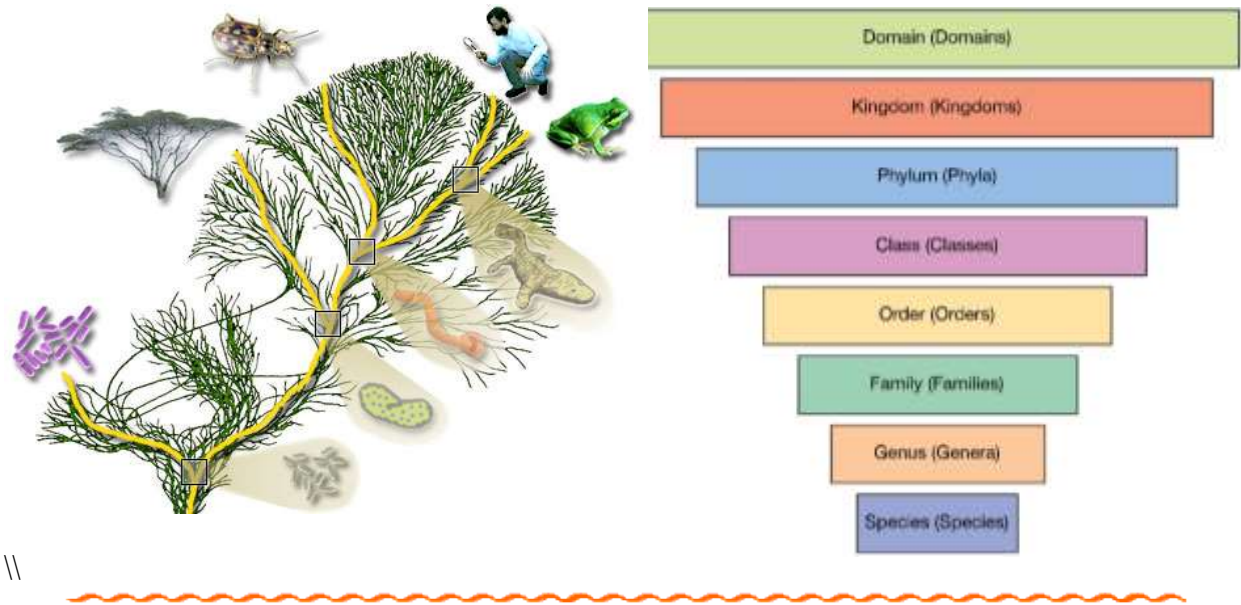 Domain (Domains)
Kingdom (Kingdoms)
Phylum (Phyla)
Class (Classes)
Order (Orders)
Family (Families)
Genus (Genera)
Species (Species)
\\